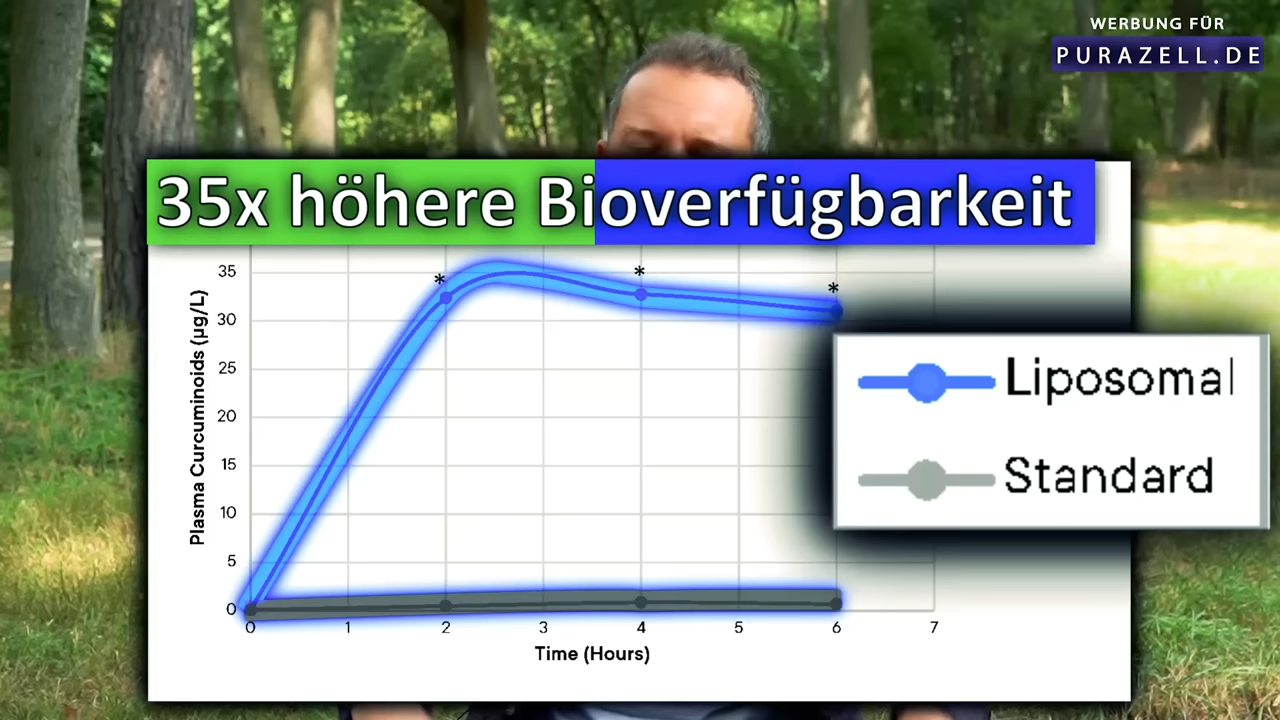 WERBUNG FÜR
PURAZELL.DE
35x höhere Bioverfügbarkeit
35
30
25
20
15
10
5
0
Plasma Curcuminoids (µg/L)
*
*
*
0 1 2 3 4 5 6 7
Time (Hours)
Liposomal
Standard